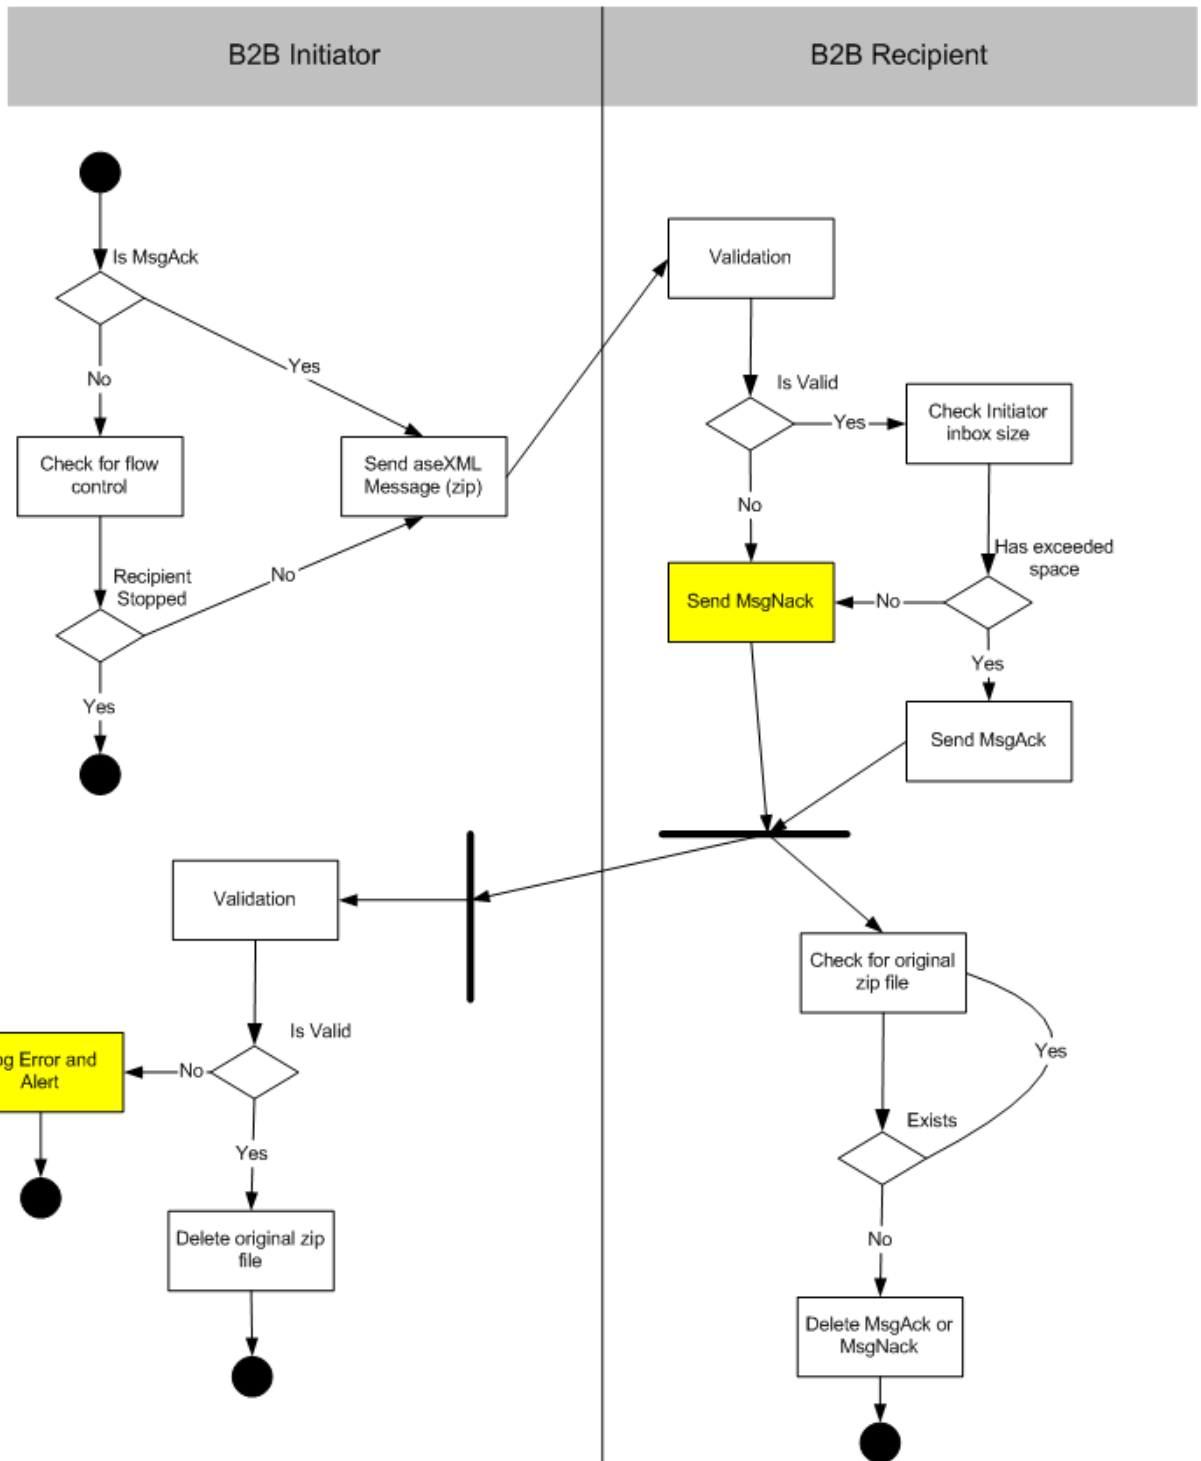 B2B Initiator
B2B Recipient
Is MsgAck
Yes
No
Check for flow
control
Send aseXML
Message (zip)
Recipient
Stopped
No
Yes
Validation
Is Valid
Yes
Check Initiator
inbox size
No
Has exceeded
space
Send MsgNack
No
Yes
Send MsgAck
Validation
Is Valid
No
og Error and
Alert
Yes
Delete original zip
file
Check for original
zip file
Yes
Exists
No
Delete MsgAck or
MsgNack